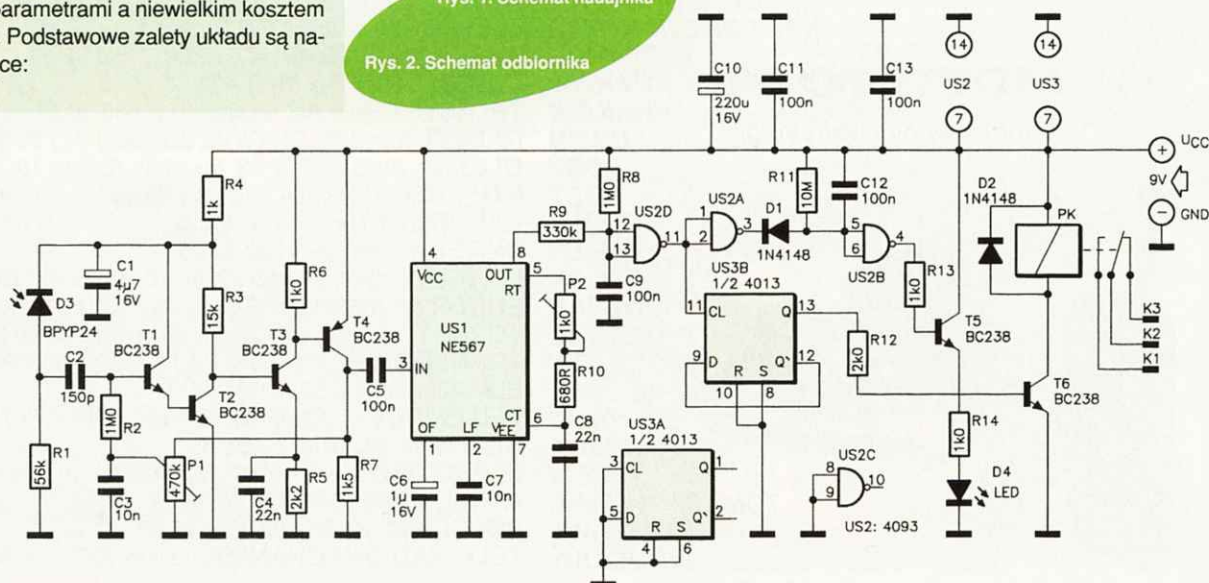 parametrami a niewielkim kosztem
. Podstawowe zalety układu są na-
ce:
Rys. 2. Schemat odbiornika
14
14
US2
US3
7
7
C10
220u
16V
C11
100n
C13
100n
+ UCC
9V
− GND
R4
1k
C1
4µ7
16V
D3
BPYP24
R3
15k
R6
1k0
T1
BC238
C2
150p
T2
BC238
T3
BC238
T4
BC238
R1
56k
R2
1M0
C3
10n
P1
470k
C4
22n
R5
2k2
R7
1k5
C5
100n
4
VCC OUT
8
RT
5
US1
NE567
3
IN
CT
6
OF LF VEE
1
2
7
C6
1µ
16V
C7
10n
R9
330k
P2
1k0
R10
680R
C8
22n
R8
1M0
12
13
US2D
11
C9
100n
US2A
1
2
3
D1
1N4148
R11
10M
C12
100n
5
6
4
US2B
R13
1k0
US3B
1/2 4013
11
CL
Q
13
9
D
Q`
12
R S
10
8
R12
2k0
US3A
1/2 4013
3
CL
Q
1
5
D
Q`
2
R S
4
6
US2C
8
9
10
US2: 4093
T5
BC238
R14
1k0
D4
LED
T6
BC238
D2
1N4148
PK
K3
K2
K1